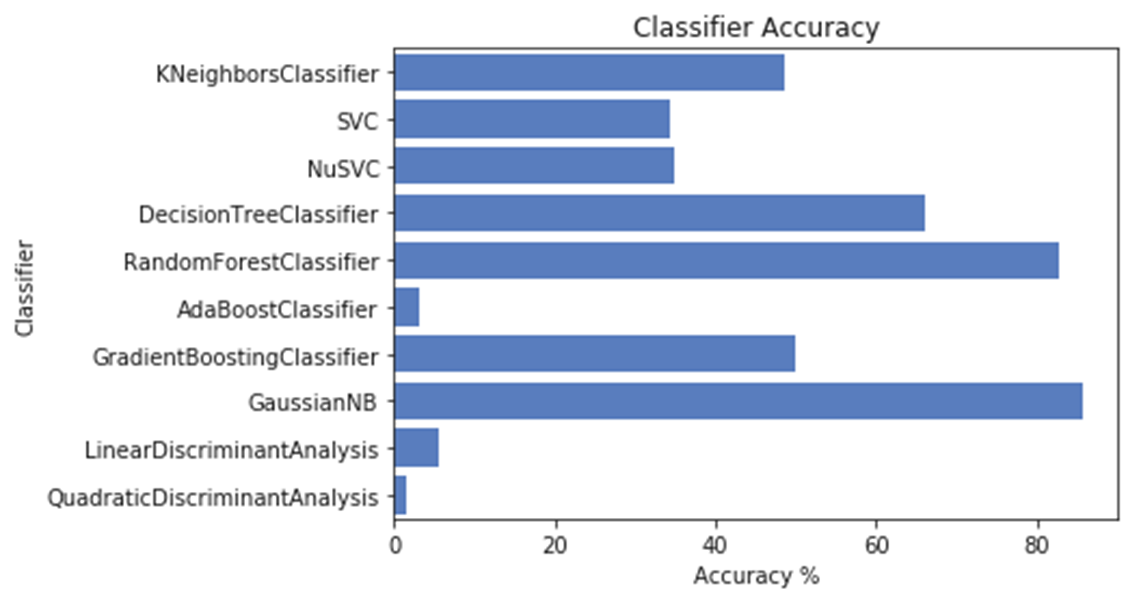 Classifier Accuracy
KNeighborsClassifier
SVC
NuSVC
DecisionTreeClassifier
RandomForestClassifier
AdaBoostClassifier
GradientBoostingClassifier
GaussianNB
LinearDiscriminantAnalysis
QuadraticDiscriminantAnalysis
Classifier
0 20 40 60 80
Accuracy %